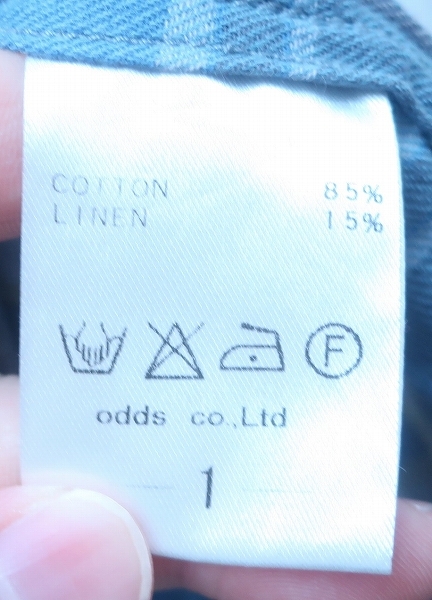 COTTON 85%
LINEN 15%
F
odds co.,Ltd
1